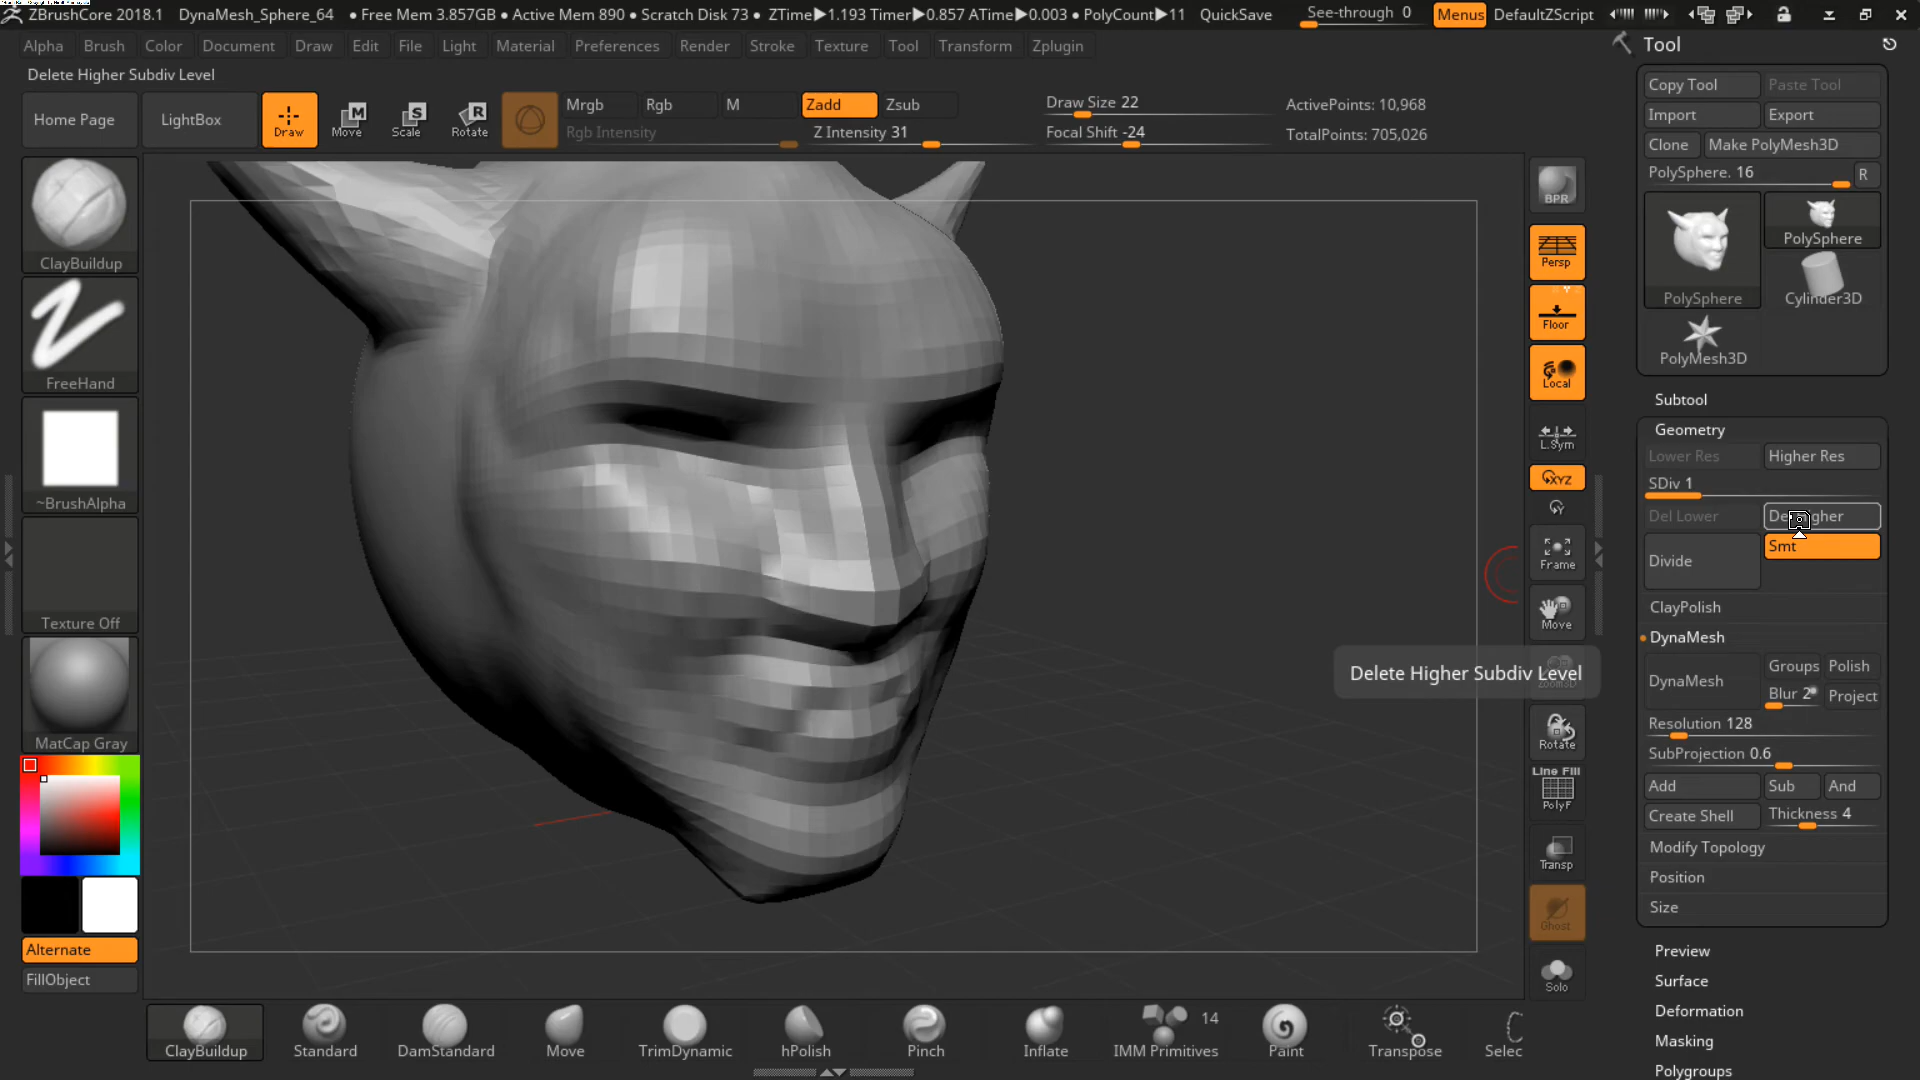 ZBrushCore 2018.1 DynaMesh_Sphere_64 ● Free Mem 3.857GB ● Active Mem 890 ● Scratch Disk 73 ● ZTime▶1.193 Timer▶0.857 ATime▶0.003 ● PolyCount▶11 QuickSave See-through 0 Menus DefaultZScript
Alpha Brush Color Document Draw Edit File Light Material Preferences Render Stroke Texture Tool Transform Zplugin
Delete Higher Subdiv Level
Home Page
LightBox
Draw
Move
Scale
Rotate
Mrgb Rgb M
Rgb Intensity
Zadd Zsub
Z Intensity 31
Draw Size 22
Focal Shift -24
ActivePoints: 10,968
TotalPoints: 705,026
ClayBuildup
FreeHand
~BrushAlpha
Texture Off
MatCap Gray
Alternate
FillObject
BPR
Persp
Floor
Local
L.Sym
XYZ
Y
Frame
Move
Delete Higher Subdiv Level
Rotate
Line Fill
PolyF
Transp
Ghost
Solo
Tool
Copy Tool Paste Tool
Import Export
Clone Make PolyMesh3D
PolySphere. 16 R
PolySphere
PolySphere
Cylinder3D
PolyMesh3D
Subtool
Geometry
Lower Res Higher Res
SDiv 1
Del Lower
Divide Smt
ClayPolish
DynaMesh
DynaMesh Groups Polish
Blur 2 Project
Resolution 128
SubProjection 0.6
Add Sub And
Create Shell Thickness 4
Modify Topology
Position
Size
Preview
Surface
Deformation
Masking
Polygroups
ClayBuildup Standard DamStandard Move TrimDynamic hPolish Pinch Inflate IMM Primitives 14 Paint Transpose Selec